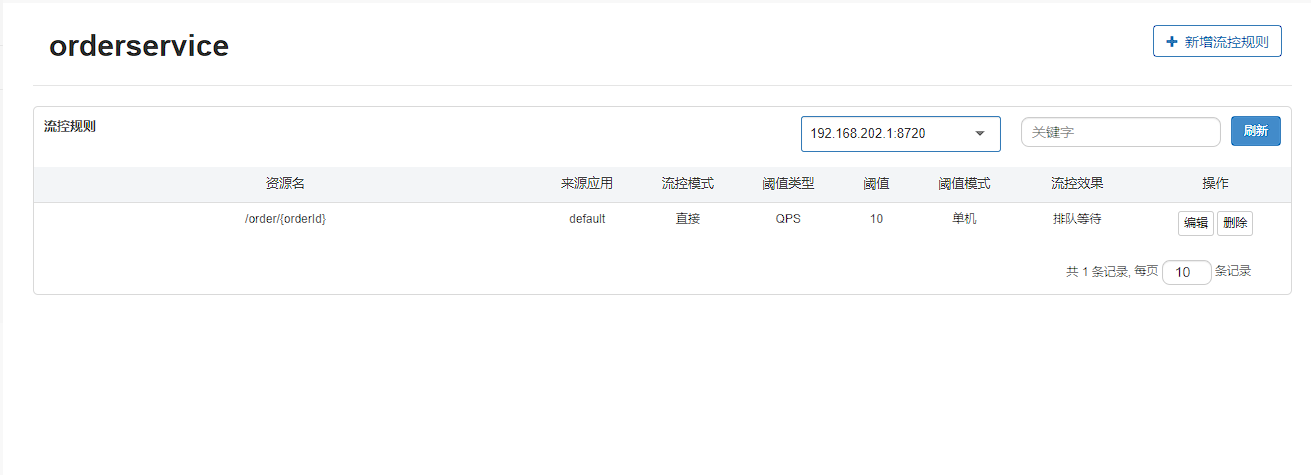 orderservice
+ 新增流控规则
流控规则
192.168.202.1:8720
关键字
刷新
资源名 来源应用 流控模式 阈值类型 阈值 阈值模式 流控效果 操作
/order/{orderId} default 直接 QPS 10 单机 排队等待 编辑 删除
共 1 条记录, 每页 10 条记录